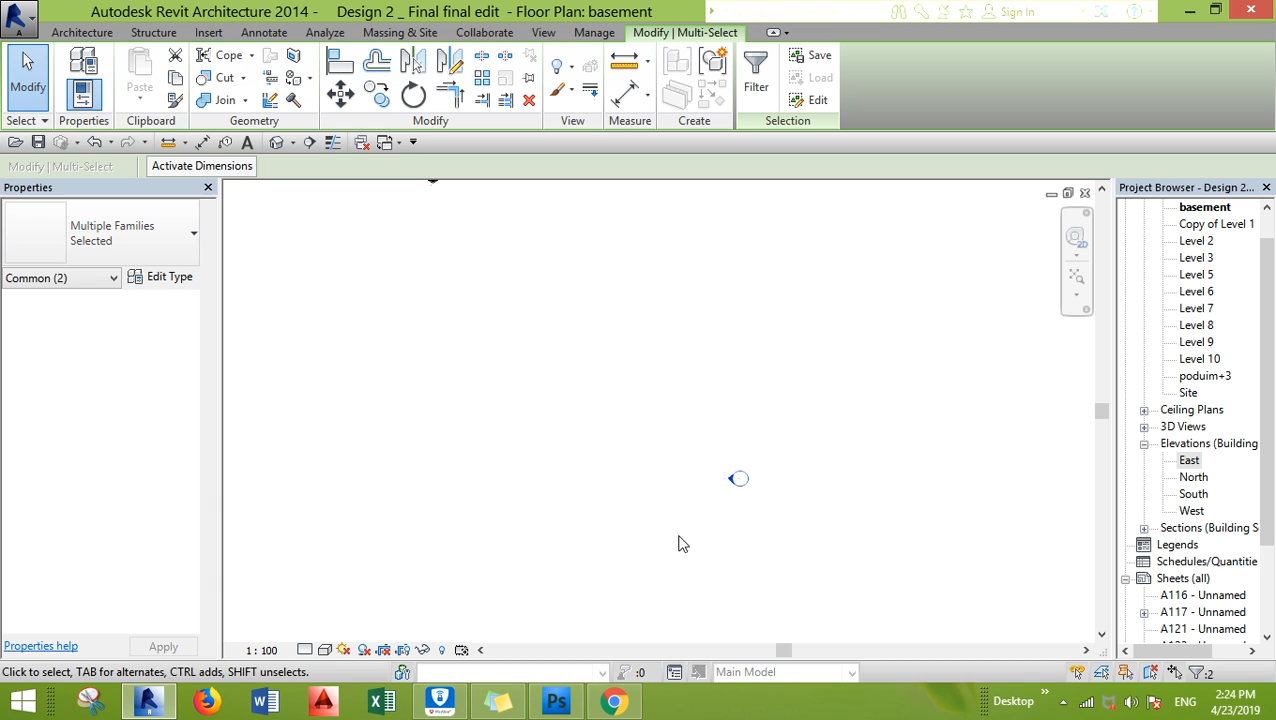 Autodesk Revit Architecture 2014 - Design 2 _ Final final edit - Floor Plan: basement
Sign In
Architecture Structure Insert Annotate Analyze Massing & Site Collaborate View Manage Modify | Multi-Select
Modify
Paste
Cope
Cut
Join
Filter
Save
Load
Edit
Select Properties Clipboard Geometry Modify View Measure Create Selection
Modify | Multi-Select Activate Dimensions
Properties
Multiple Families
Selected
Common (2) Edit Type
Properties help Apply
2D
1 : 100
Project Browser - Design 2...
basement
Copy of Level 1
Level 2
Level 3
Level 5
Level 6
Level 7
Level 8
Level 9
Level 10
poduim+3
Site
Ceiling Plans
3D Views
Elevations (Building
East
North
South
West
Sections (Building S
Legends
Schedules/Quantitie
Sheets (all)
A116 - Unnamed
A117 - Unnamed
A121 - Unnamed
Click to select, TAB for alternates, CTRL adds, SHIFT unselects. :0 Main Model :2
Desktop ENG 2:24 PM
4/23/2019